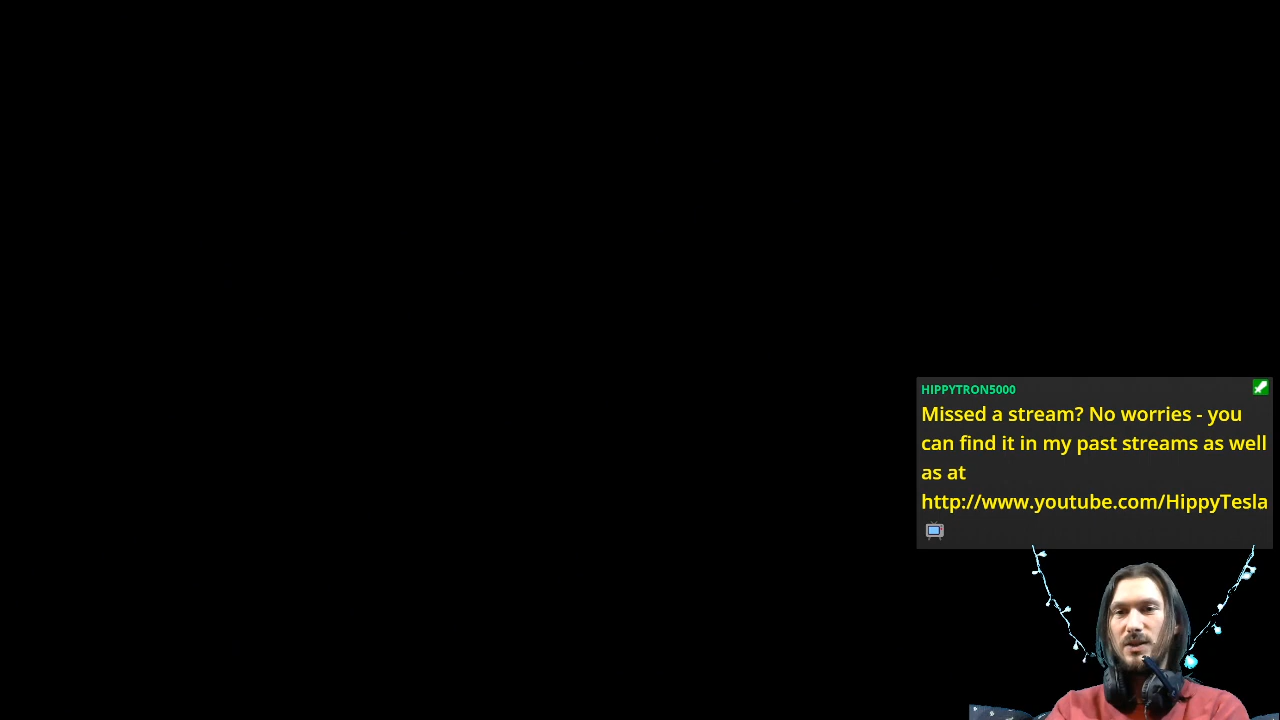 HIPPYTRON5000
Missed a stream? No worries - you
can find it in my past streams as well
as at
http://www.youtube.com/HippyTesla